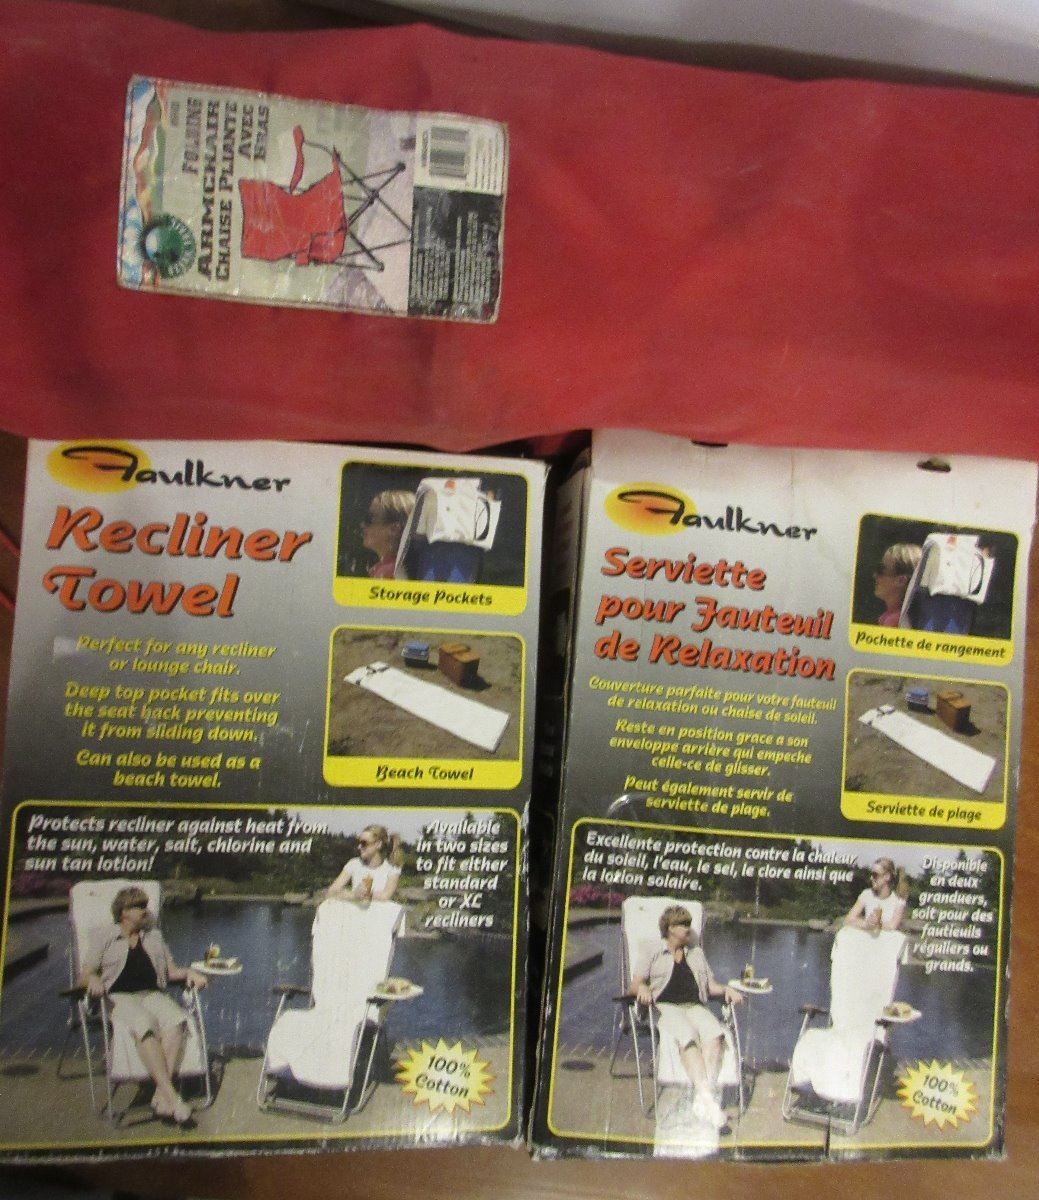 FOLDING
ARMCHAIR
CHAISE PLIANTE
AVEC
BRAS
Faulkner
Recliner
Towel
Storage Pockets
Perfect for any recliner
or lounge chair.
Deep top pocket fits over
the seat back preventing
it from sliding down.
Can also be used as a
beach towel.
Beach Towel
Protects recliner against heat from
the sun, water, salt, chlorine and
sun tan lotion!
Available
in two sizes
to fit either
standard
or XL
recliners
100%
Cotton
Faulkner
Serviette
pour Fauteuil
de Relaxation
Pochette de rangement
Couverture parfaite pour votre fauteuil
de relaxation ou chaise de soleil.
Reste en position grace a son
enveloppe arrière qui empeche
celle-ce de glisser.
Peut également servir de
serviette de plage.
Serviette de plage
Excellente protection contre la chaleur
du soleil, l'eau, le sel, le clore ainsi que
la lotion solaire.
Disponible
en deux
granduers,
soit pour des
fautieuils
réguliers ou
grands.
100%
Cotton